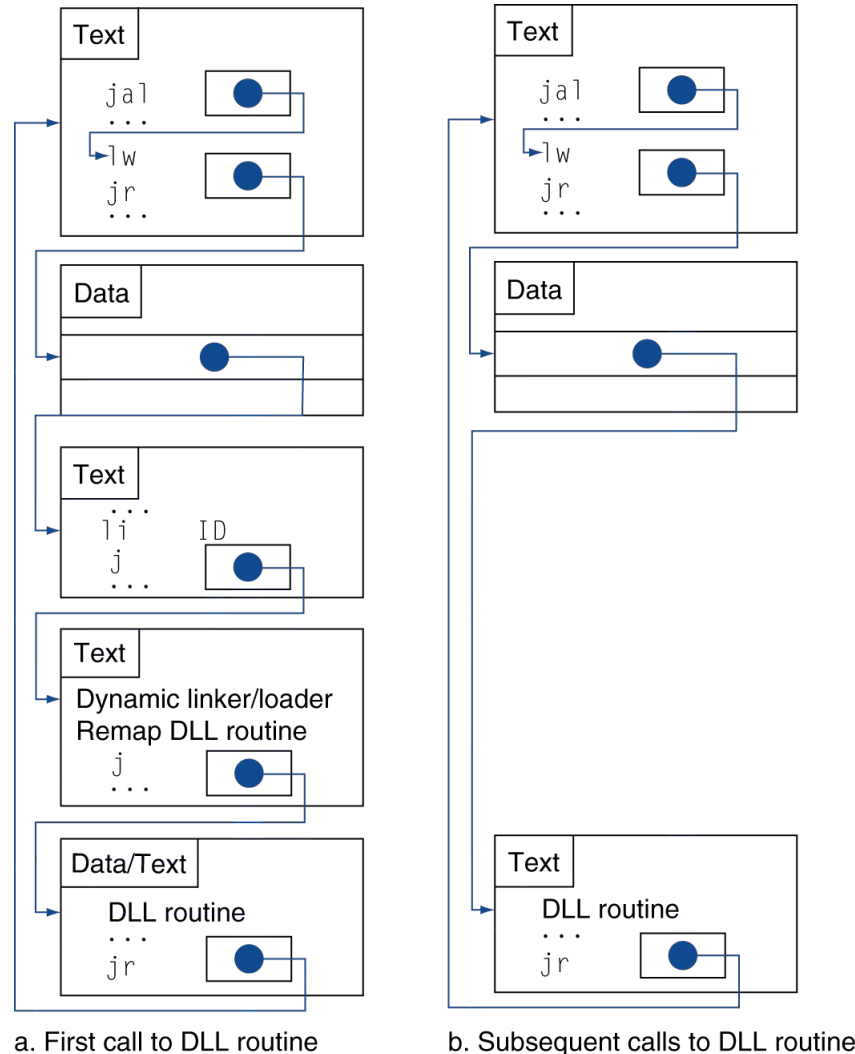 Text
jal
...
lw
jr
...
Data
Text
...
li ID
j
...
Text
Dynamic linker/loader
Remap DLL routine
j
...
Data/Text
DLL routine
...
jr
a. First call to DLL routine
Text
jal
...
lw
jr
...
Data
Text
DLL routine
...
jr
b. Subsequent calls to DLL routine